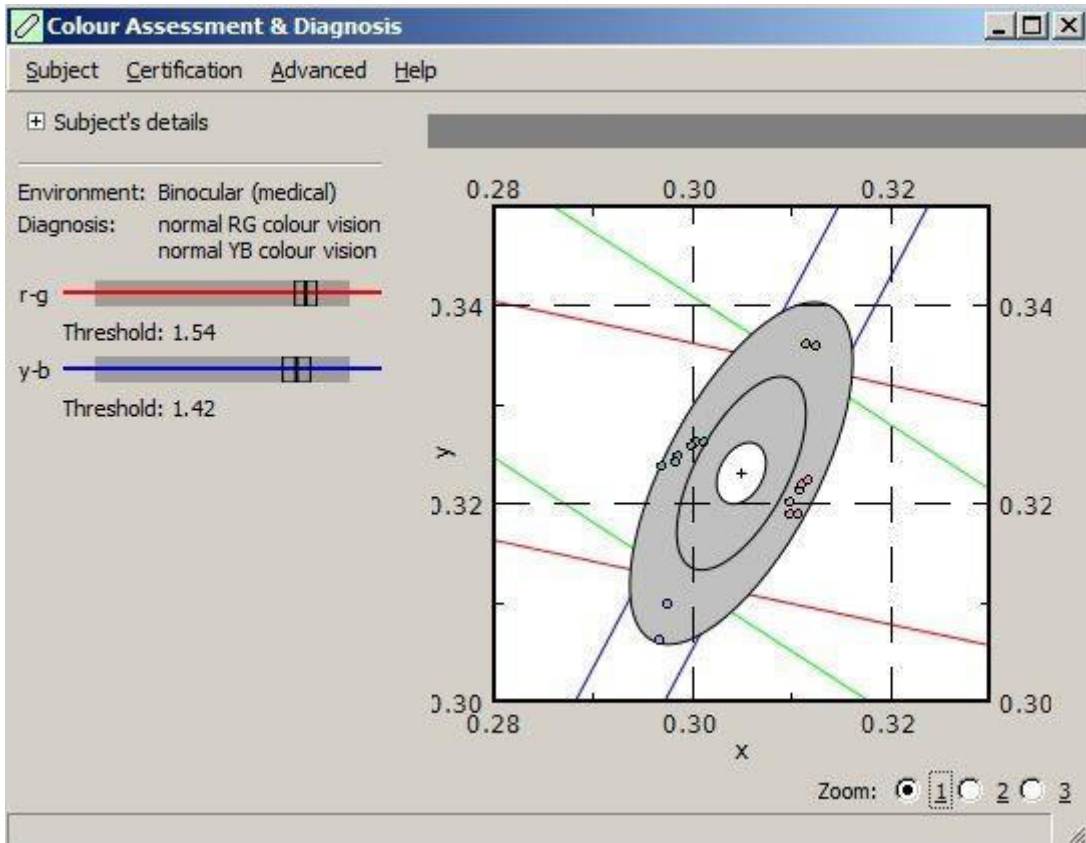 Colour Assessment & Diagnosis
Subject Certification Advanced Help
Subject's details
Environment: Binocular (medical)
Diagnosis: normal RG colour vision
normal YB colour vision
r-g
Threshold: 1.54
y-b
Threshold: 1.42
0.28 0.30 0.32
0.34 0.34
y
0.32 0.32
0.30 0.30
0.28 0.30 0.32
x
Zoom: 1 2 3